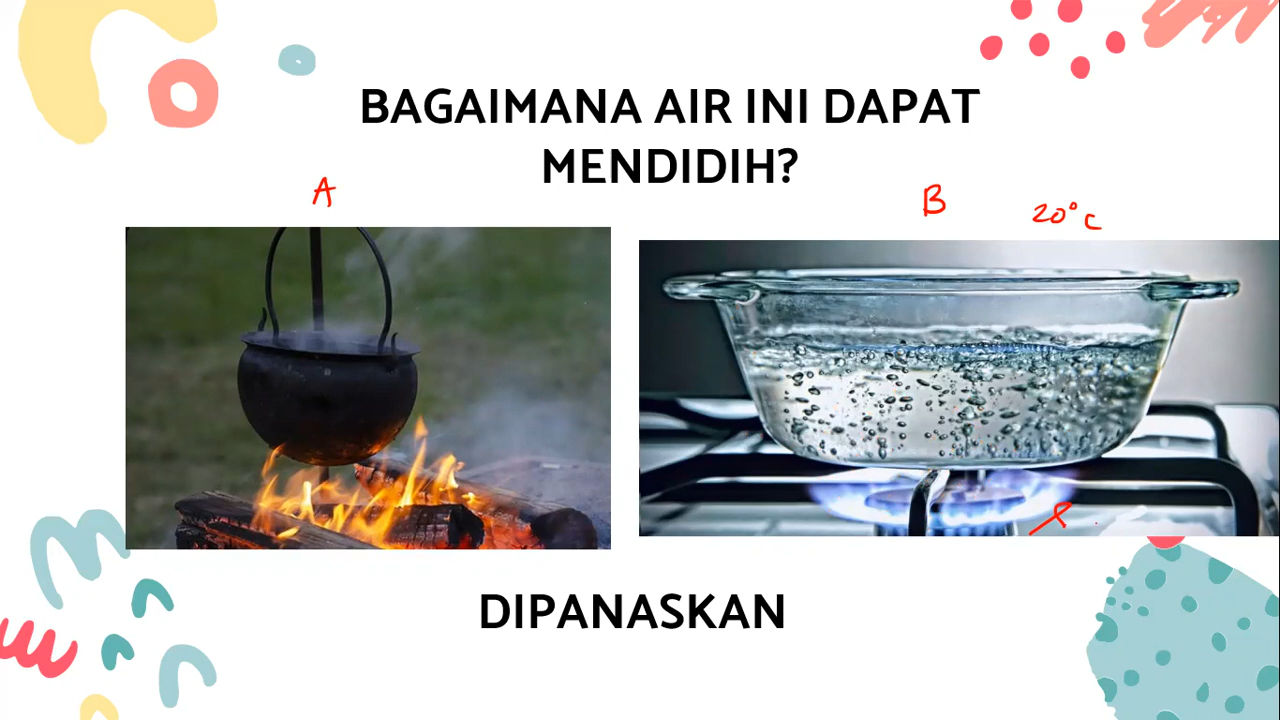 BAGAIMANA AIR INI DAPAT
MENDIDIH?
A
B
20°C
DIPANASKAN